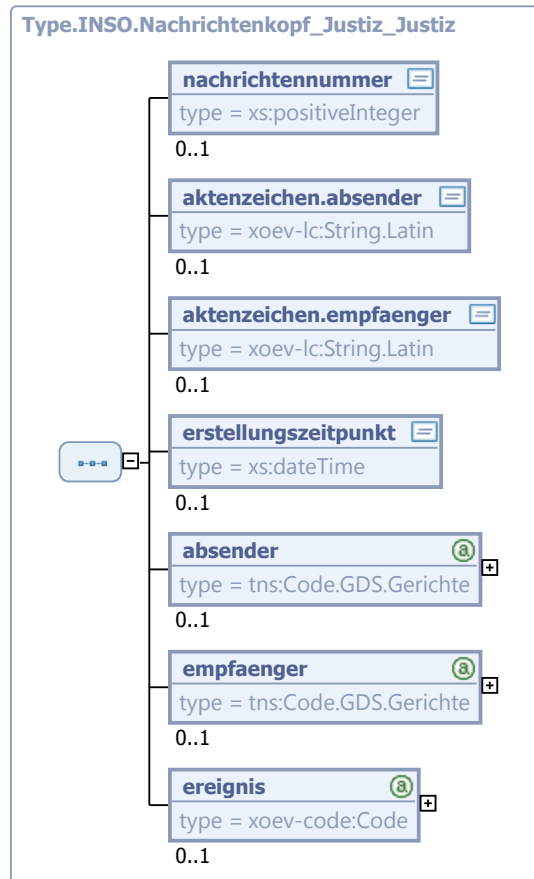 Type.INSO.Nachrichtenkopf_Justiz_Justiz
nachrichtennummer
type = xs:positiveInteger
0..1
aktenzeichen.absender
type = xoev-lc:String.Latin
0..1
aktenzeichen.empfaenger
type = xoev-lc:String.Latin
0..1
erstellungszeitpunkt
type = xs:dateTime
0..1
absender
type = tns:Code.GDS.Gerichte
0..1
empfaenger
type = tns:Code.GDS.Gerichte
0..1
ereignis
type = xoev-code:Code
0..1